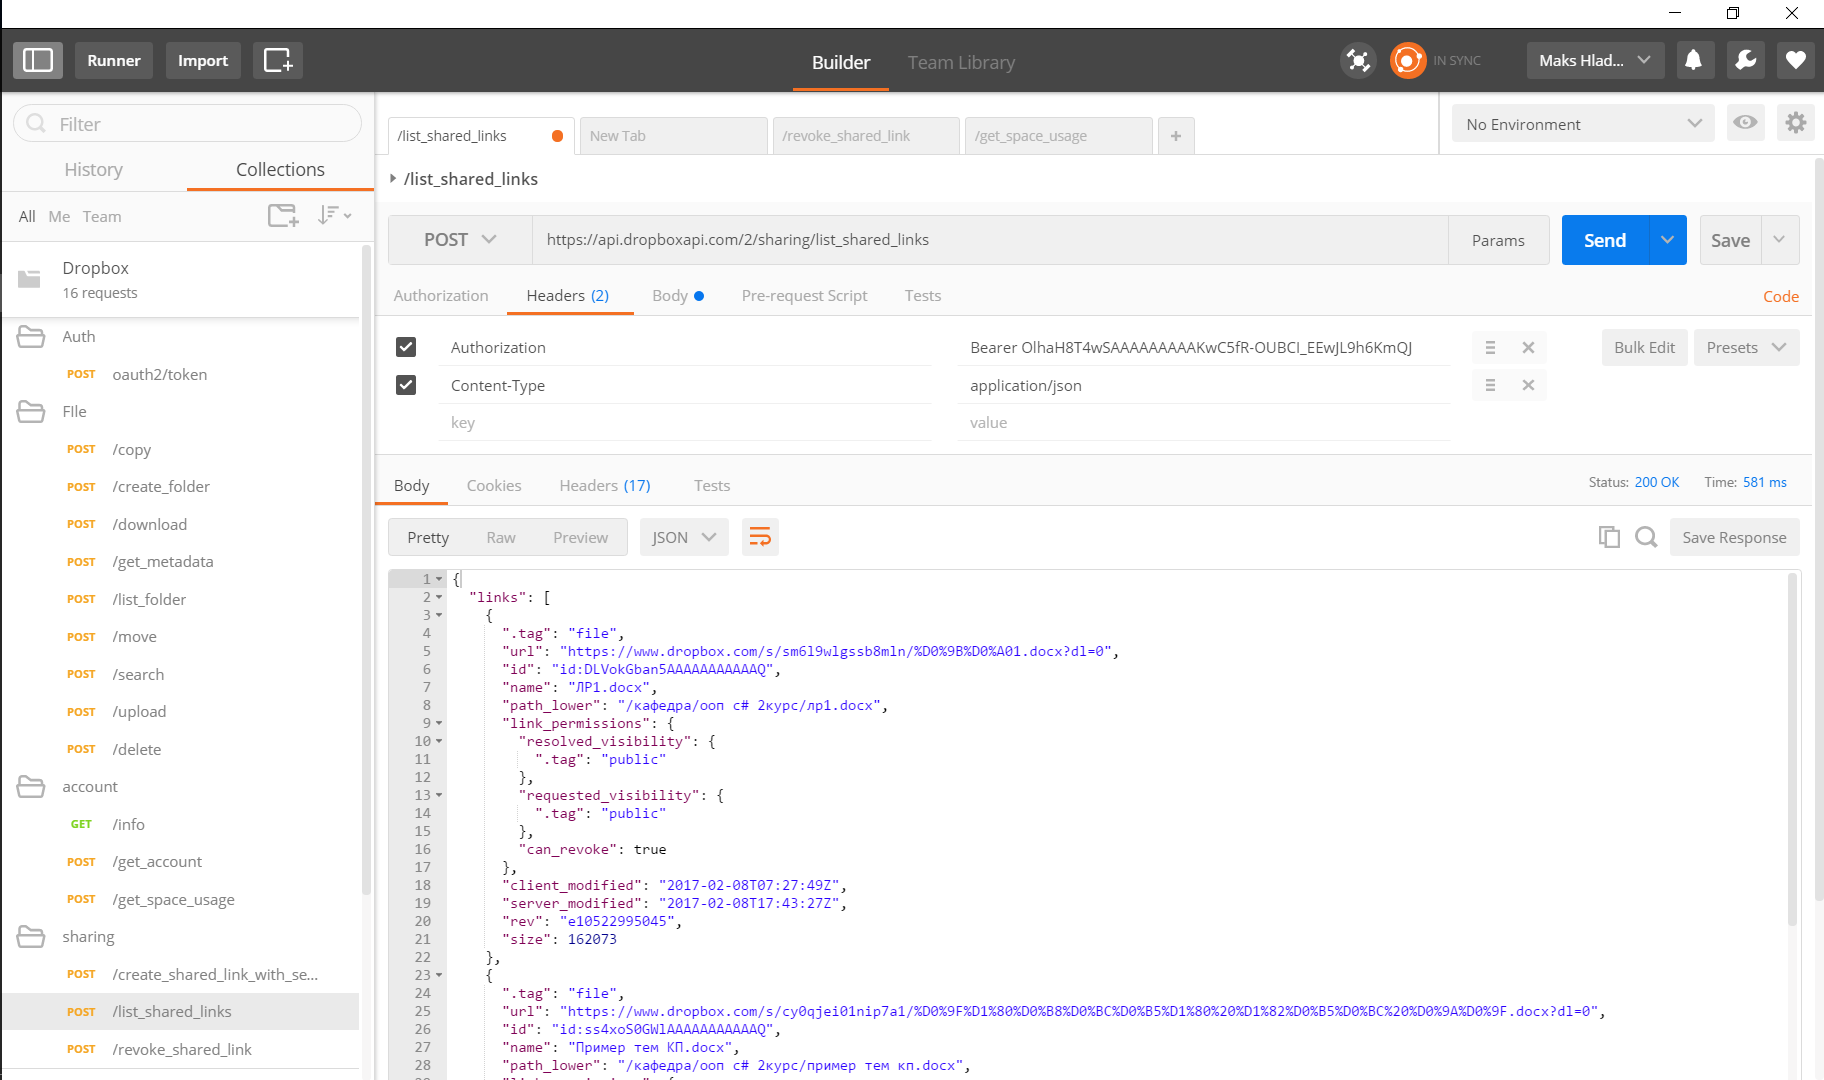 Runner
Import
Builder
Team Library
IN SYNC
Maks Hlad...
Filter
History
Collections
All Me Team
Dropbox
16 requests
Auth
POST oauth2/token
FIle
POST /copy
POST /create_folder
POST /download
POST /get_metadata
POST /list_folder
POST /move
POST /search
POST /upload
POST /delete
account
GET /info
POST /get_account
POST /get_space_usage
sharing
POST /create_shared_link_with_se...
POST /list_shared_links
POST /revoke_shared_link
/list_shared_links
New Tab
/revoke_shared_link
/get_space_usage
+
No Environment
/list_shared_links
POST https://api.dropboxapi.com/2/sharing/list_shared_links Params
Send
Save
Authorization Headers (2) Body Pre-request Script Tests
Code
Authorization Bearer OlhaH8T4wSAAAAAAAAAKwC5fR-OUBCI_EEwJL9h6KmQJ
Bulk Edit Presets
Content-Type application/json
key value
Body Cookies Headers (17) Tests
Status: 200 OK Time: 581 ms
Pretty Raw Preview JSON
Save Response
1 {
2 "links": [
3 {
4 ".tag": "file",
5 "url": "https://www.dropbox.com/s/sm6l9wlgssb8mln/%D0%9B%D0%A01.docx?dl=0",
6 "id": "id:DLVokGban5AAAAAAAAAAAQ",
7 "name": "ЛР1.docx",
8 "path_lower": "/кафедра/ооп c# 2курс/лр1.docx",
9 "link_permissions": {
10 "resolved_visibility": {
11 ".tag": "public"
12 },
13 "requested_visibility": {
14 ".tag": "public"
15 },
16 "can_revoke": true
17 },
18 "client_modified": "2017-02-08T07:27:49Z",
19 "server_modified": "2017-02-08T17:43:27Z",
20 "rev": "e10522995045",
21 "size": 162073
22 },
23 {
24 ".tag": "file",
25 "url": "https://www.dropbox.com/s/cy0qjei01nip7a1/%D0%9F%D1%80%D0%B8%D0%BC%D0%B5%D1%80%20%D1%82%D0%B5%D0%BC%20%D0%9A%D0%9F.docx?dl=0",
26 "id": "id:ss4xoS0GWlAAAAAAAAAAAQ",
27 "name": "Пример тем КП.docx",
28 "path_lower": "/кафедра/ооп c# 2курс/пример тем кп.docx",